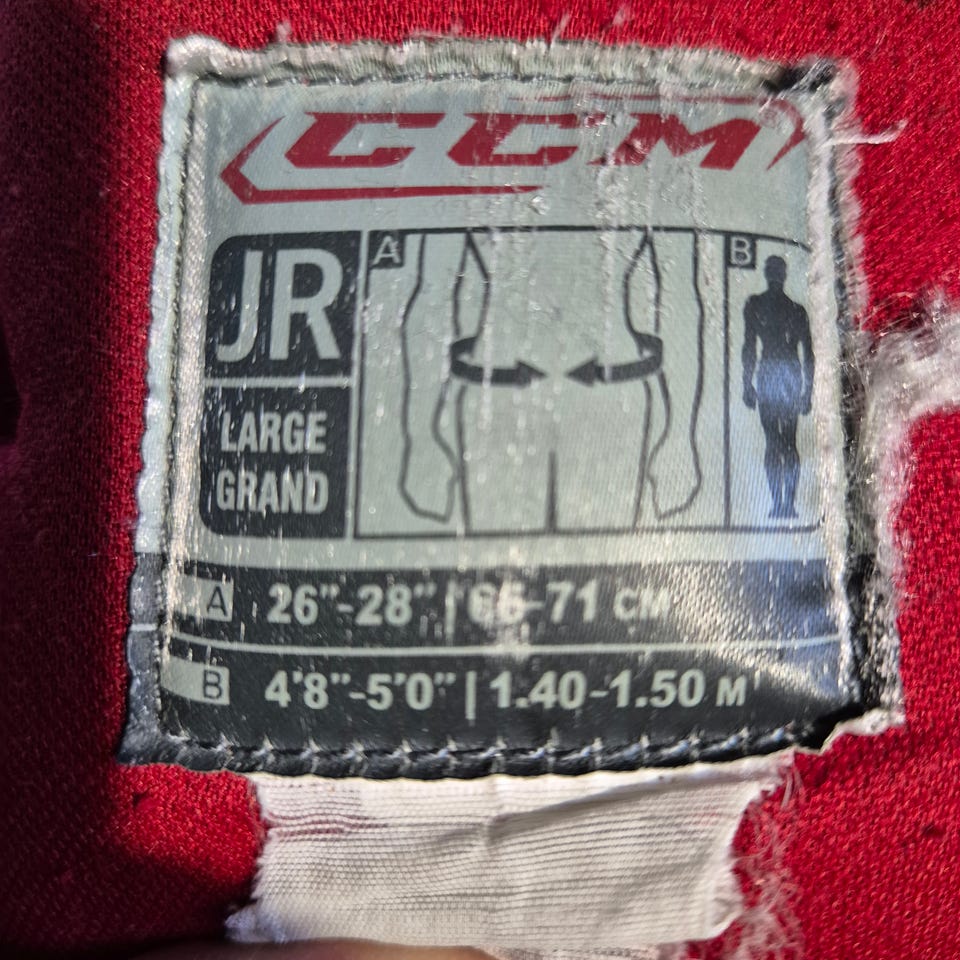 CCM
JR
LARGE
GRAND
A
B
A 26"-28" | 66-71 CM
B 4'8"-5'0" | 1.40-1.50 M